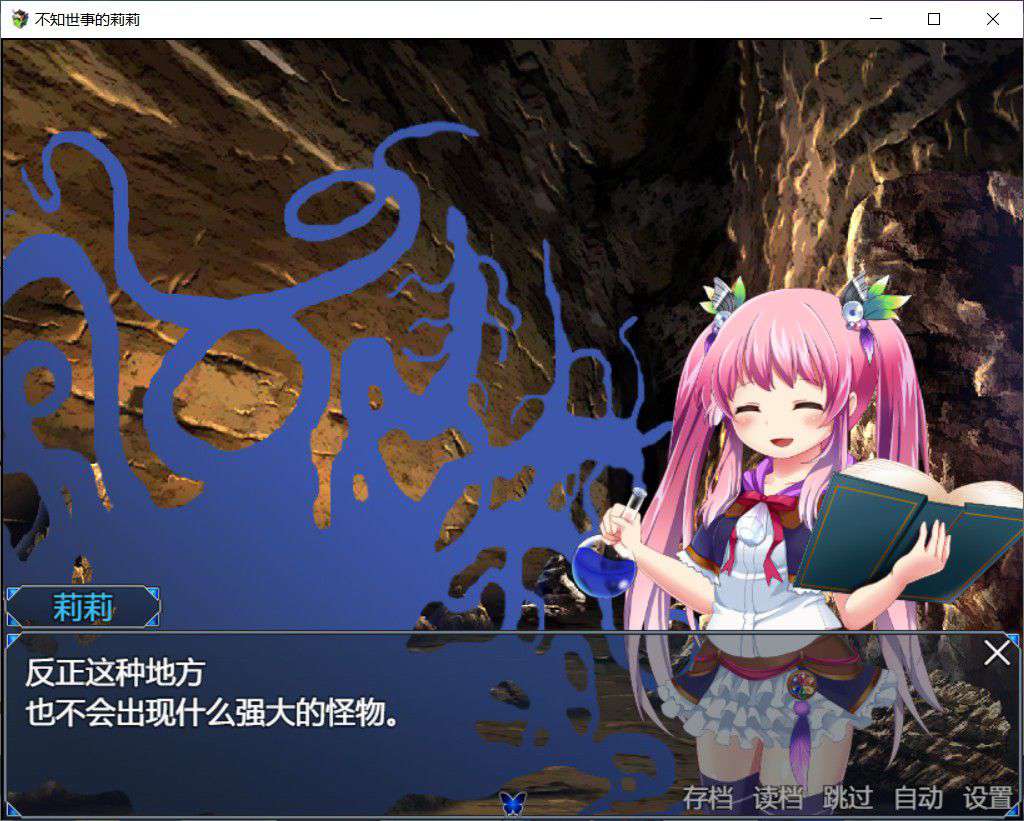 不知世事的莉莉
莉莉
反正这种地方
也不会出现什么强大的怪物。
存档 读档 跳过 自动 设置